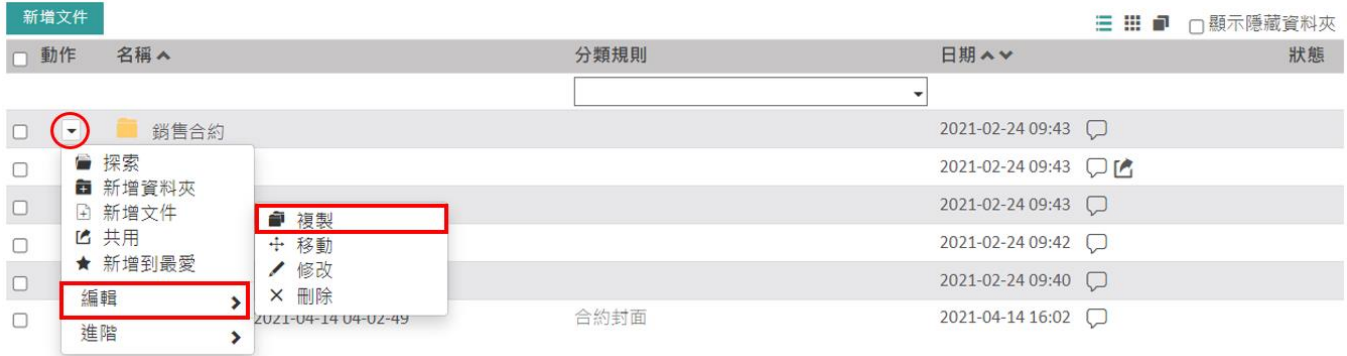 新增文件
顯示隱藏資料夾
動作 名稱 分類規則 日期 狀態
銷售合約 2021-02-24 09:43
探索
2021-02-24 09:43
新增資料夾
新增文件
2021-02-24 09:43
複製
共用
移動
2021-02-24 09:42
新增到最愛
修改
2021-02-24 09:40
編輯
刪除
2021-04-14 04-02-49 合約封面 2021-04-14 16:02
進階